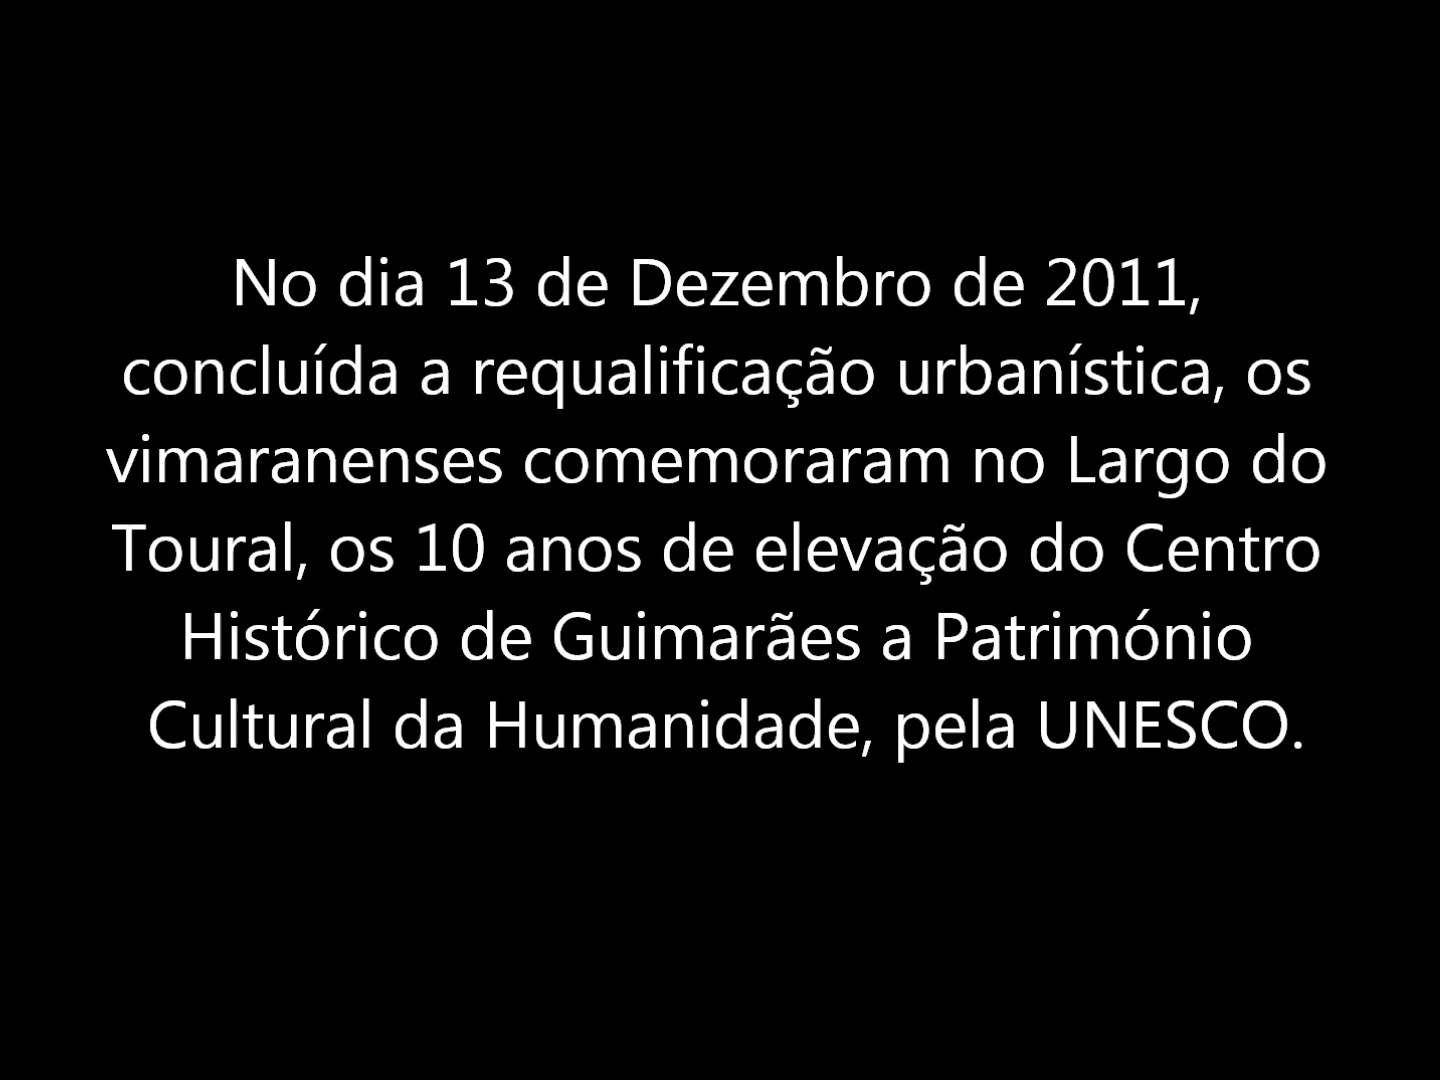 No dia 13 de Dezembro de 2011,
concluída a requalificação urbanística, os
vimaranenses comemoraram no Largo do
Toural, os 10 anos de elevação do Centro
Histórico de Guimarães a Património
Cultural da Humanidade, pela UNESCO.